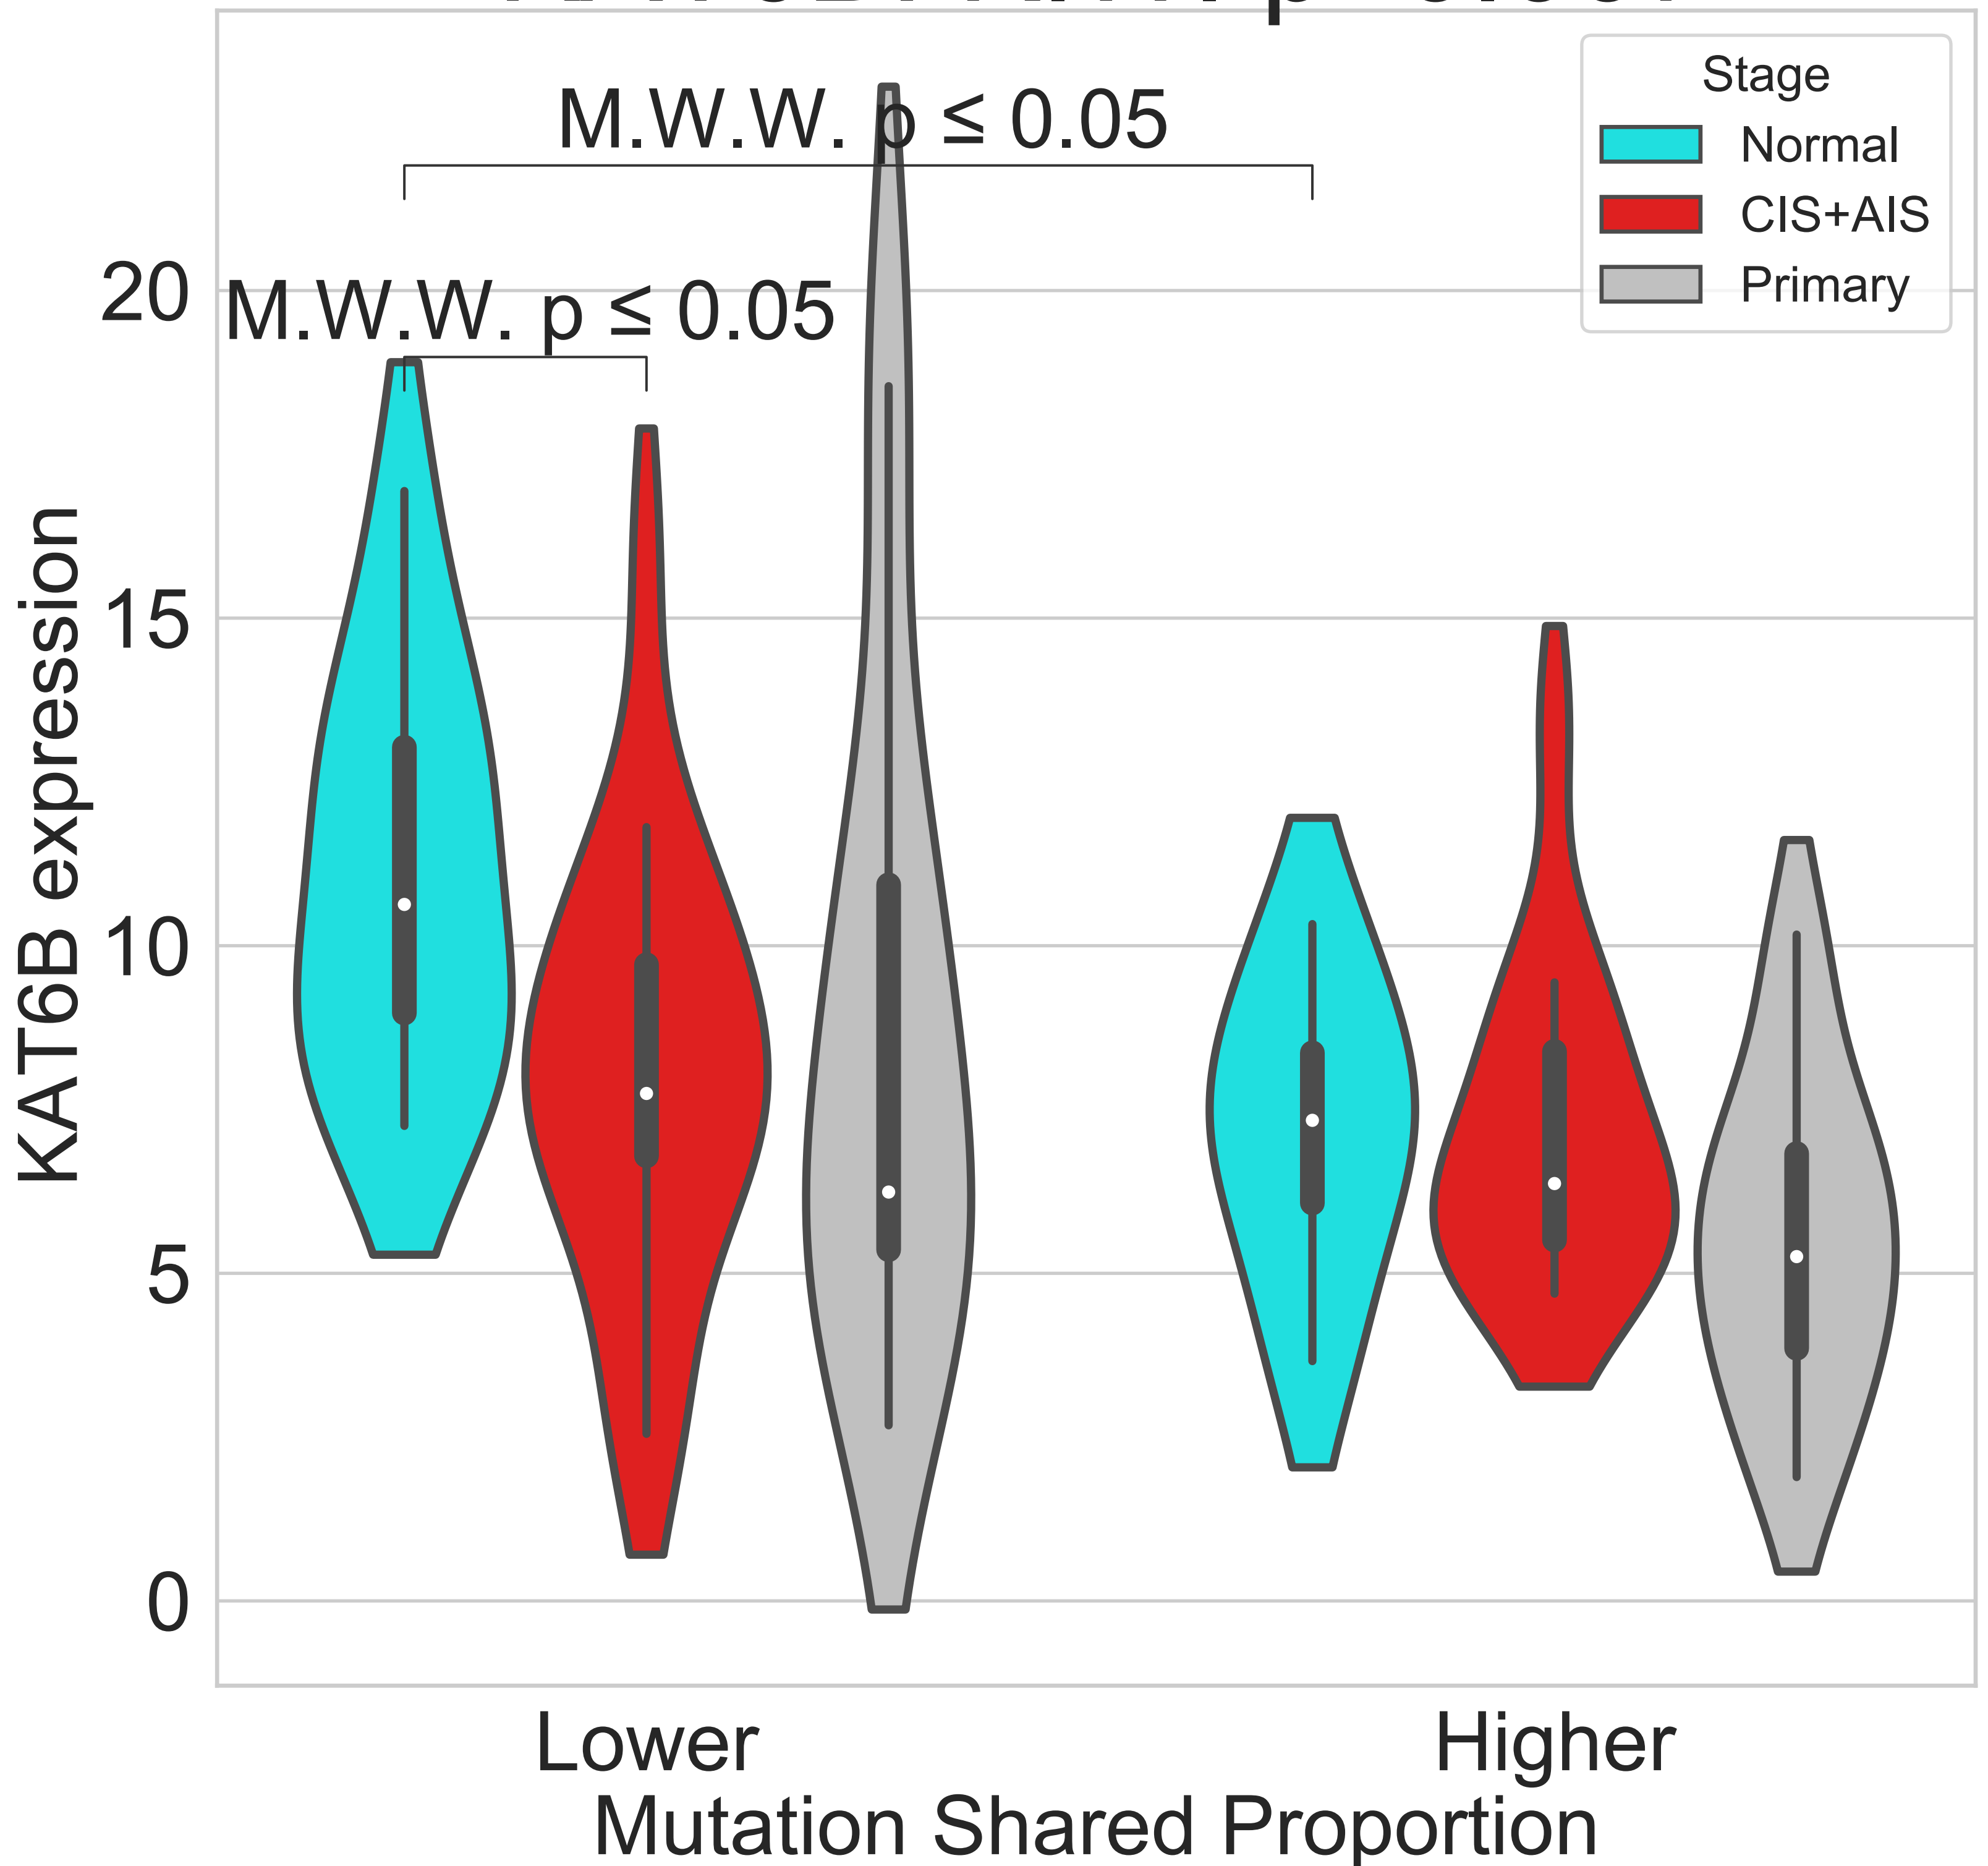 M.W.W. p ≤ 0.05
M.W.W. p ≤ 0.05
Stage
Normal
CIS+AIS
Primary
KAT6B expression
20
15
10
5
0
Lower
Higher
Mutation Shared Proportion